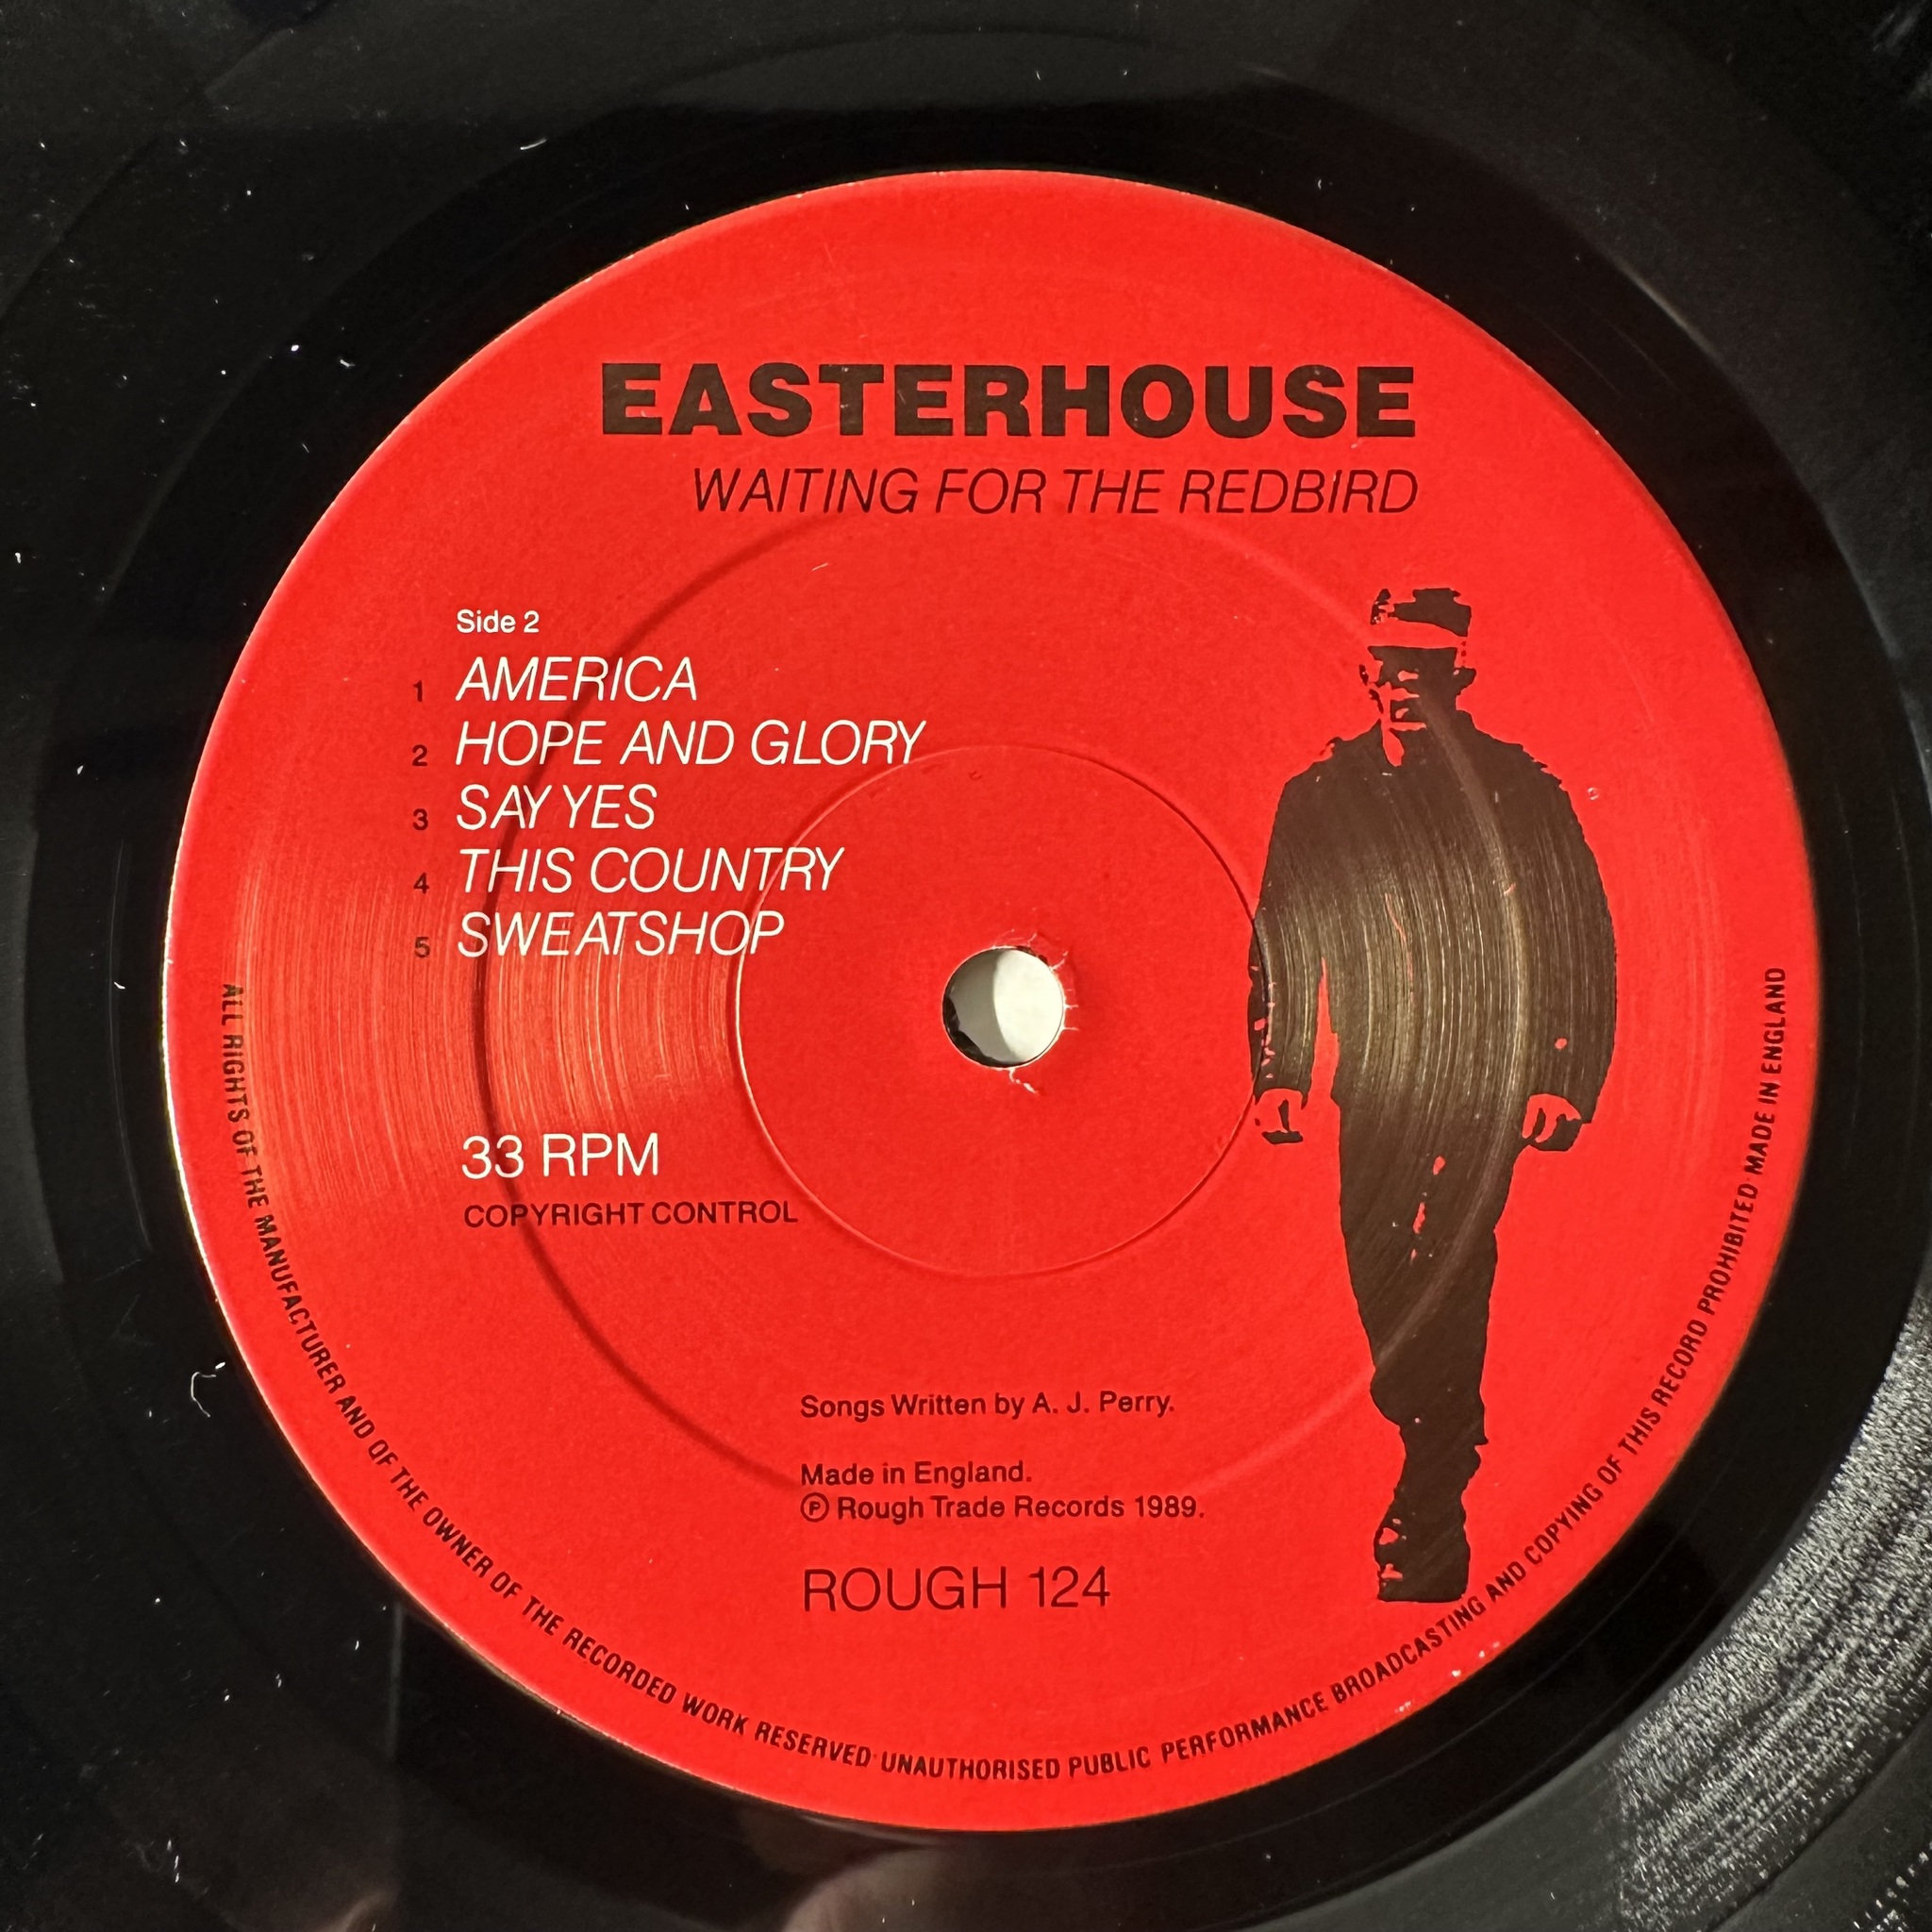 EASTERHOUSE
WAITING FOR THE REDBIRD
Side 2
1 AMERICA
2 HOPE AND GLORY
3 SAY YES
4 THIS COUNTRY
5 SWEATSHOP
33 RPM
COPYRIGHT CONTROL
Songs Written by A. J. Perry.
Made in England.
℗ Rough Trade Records 1989.
ROUGH 124
ALL RIGHTS OF THE MANUFACTURER AND OF THE OWNER OF THE RECORDED WORK RESERVED UNAUTHORISED PUBLIC PERFORMANCE BROADCASTING AND COPYING OF THIS RECORD PROHIBITED MADE IN ENGLAND